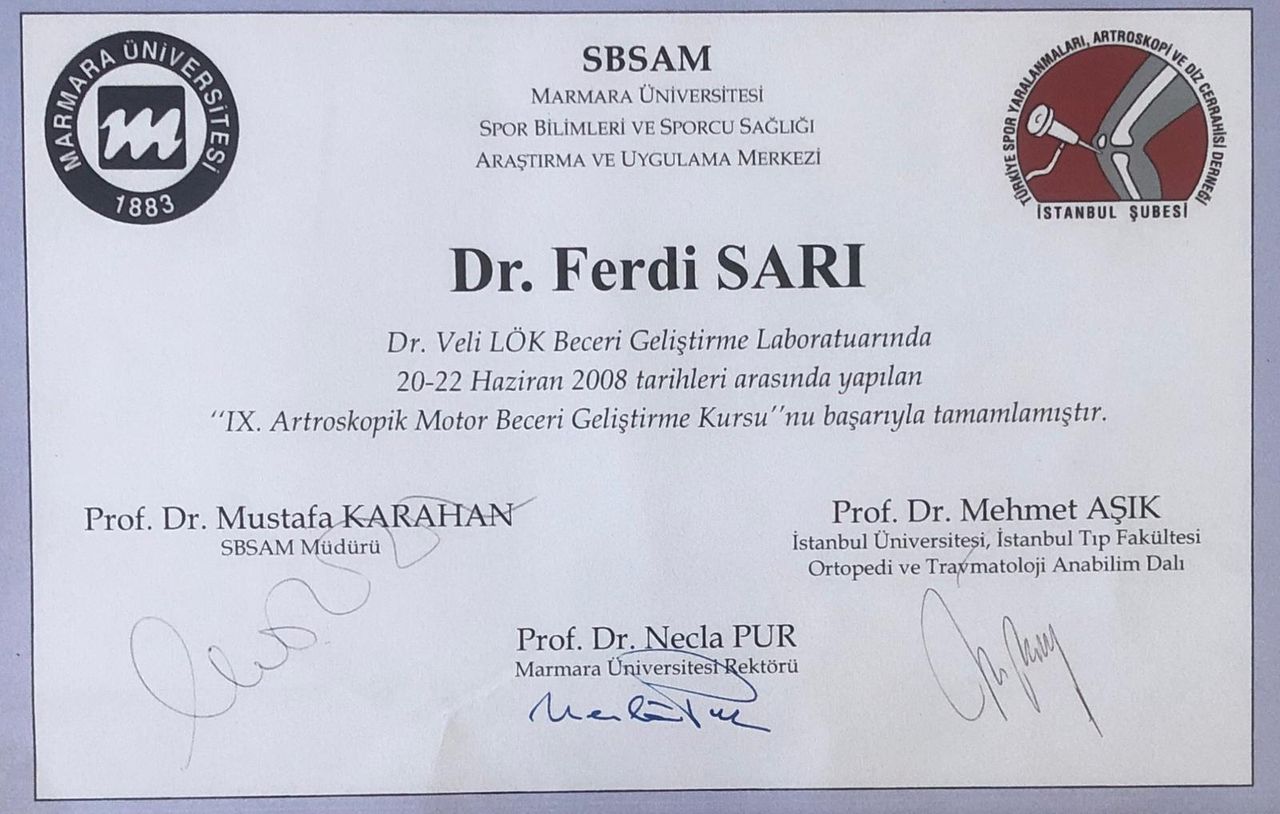 MARMARA ÜNİVERSİTESİ
1883
SBSAM
MARMARA ÜNİVERSİTESİ
SPOR BİLİMLERİ VE SPORCU SAĞLIĞI
ARAŞTIRMA VE UYGULAMA MERKEZİ
TÜRKİYE SPOR YARALANMALARI, ARTROSKOPİ VE DİZ CERRAHİSİ DERNEĞİ
İSTANBUL ŞUBESİ
Dr. Ferdi SARI
Dr. Veli LÖK Beceri Geliştirme Laboratuarında
20-22 Haziran 2008 tarihleri arasında yapılan
‘‘IX. Artroskopik Motor Beceri Geliştirme Kursu’’nu başarıyla tamamlamıştır.
Prof. Dr. Mustafa KARAHAN
SBSAM Müdürü
Prof. Dr. Mehmet AŞIK
İstanbul Üniversitesi, İstanbul Tıp Fakültesi
Ortopedi ve Travmatoloji Anabilim Dalı
Prof. Dr. Necla PUR
Marmara Üniversitesi Rektörü